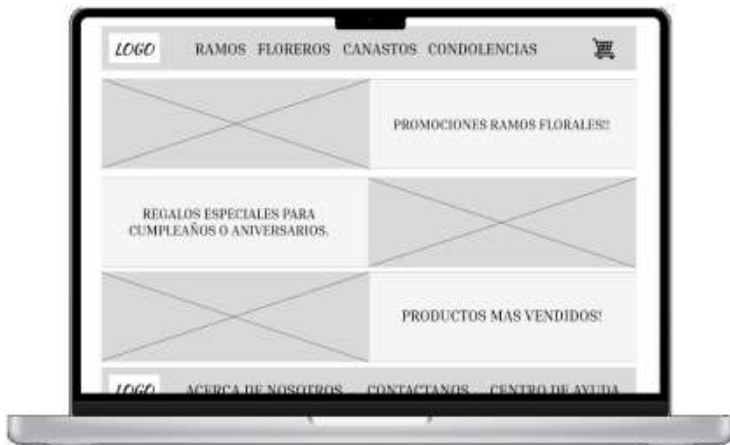 LOGO RAMOS FLOREROS CANASTOS CONDOLENCIAS
PROMOCIONES RAMOS FLORALES!!
REGALOS ESPECIALES PARA
CUMPLEAÑOS O ANIVERSARIOS.
PRODUCTOS MAS VENDIDOS!
LOGO ACERCA DE NOSOTROS CONTACTANOS CENTRO DE AYUDA